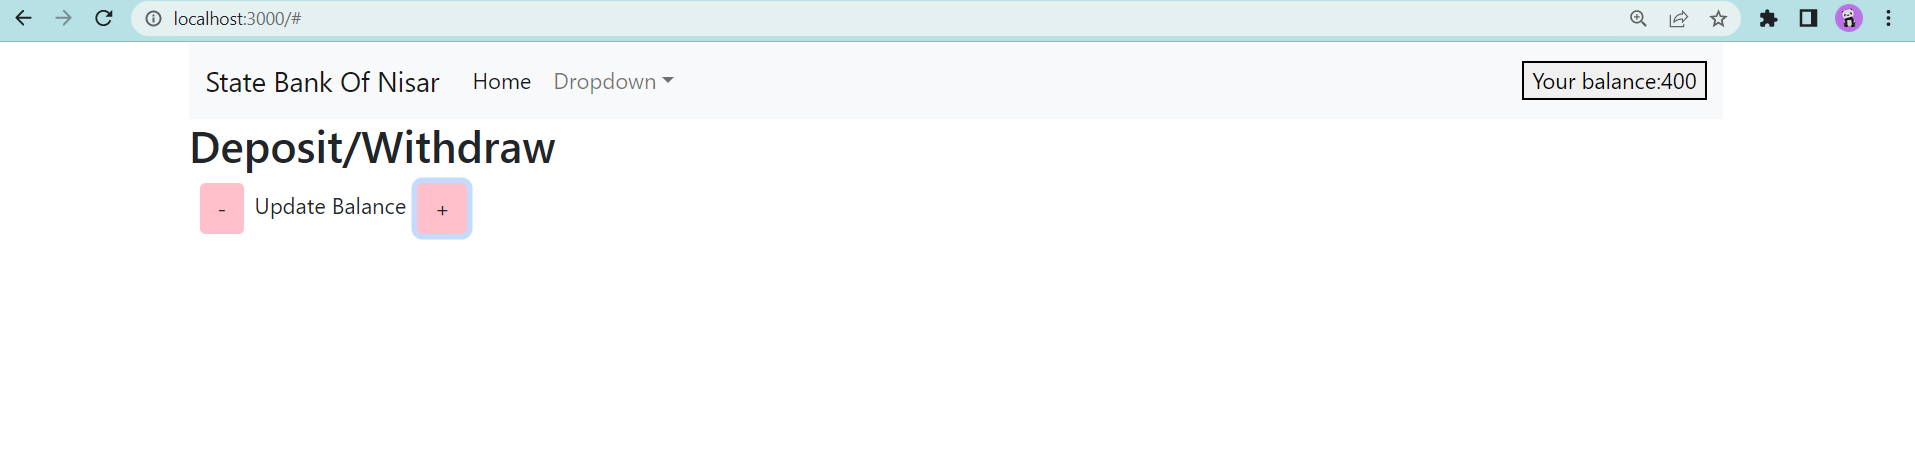 localhost:3000/#
State Bank Of Nisar Home Dropdown Your balance:400
Deposit/Withdraw
- Update Balance +